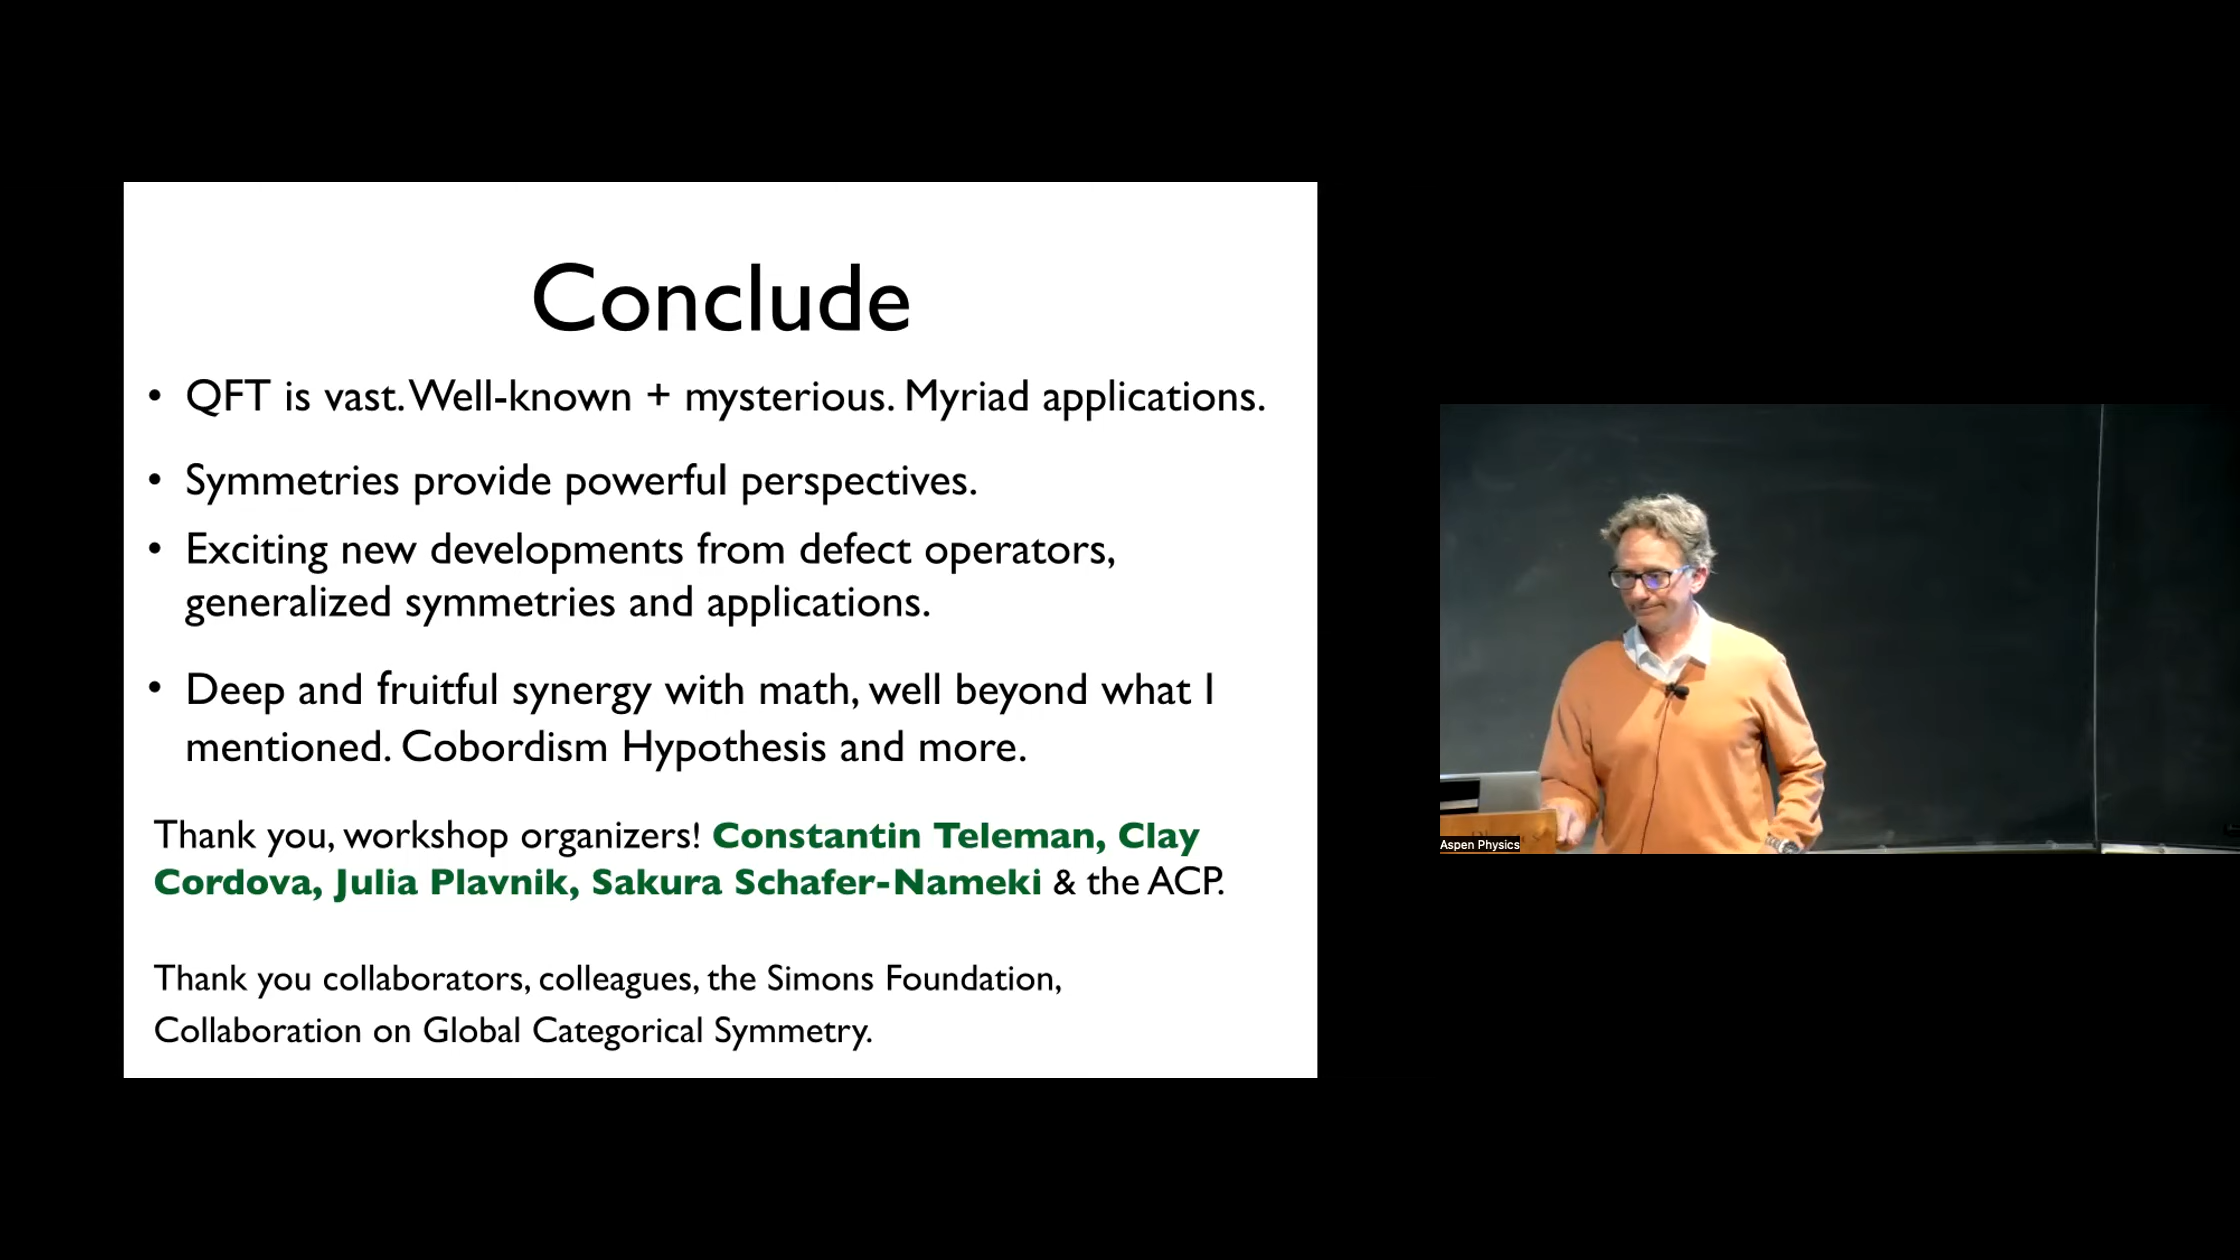 Conclude
• QFT is vast. Well-known + mysterious. Myriad applications.
• Symmetries provide powerful perspectives.
• Exciting new developments from defect operators,
generalized symmetries and applications.
• Deep and fruitful synergy with math, well beyond what I
mentioned. Cobordism Hypothesis and more.
Thank you, workshop organizers! Constantin Teleman, Clay
Cordova, Julia Plavnik, Sakura Schafer-Nameki & the ACP.
Thank you collaborators, colleagues, the Simons Foundation,
Collaboration on Global Categorical Symmetry.
Aspen Physics